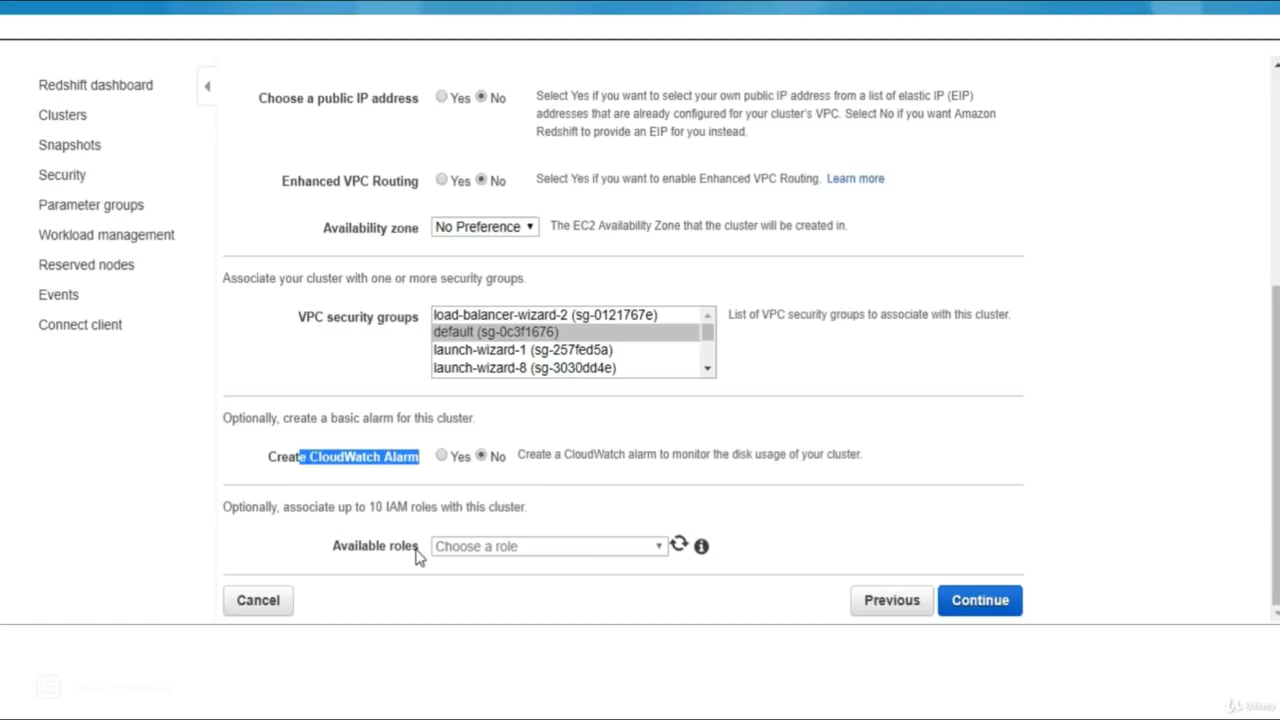 Redshift dashboard
Clusters
Snapshots
Security
Parameter groups
Workload management
Reserved nodes
Events
Connect client
Choose a public IP address Yes No Select Yes if you want to select your own public IP address from a list of elastic IP (EIP)
addresses that are already configured for your cluster's VPC. Select No if you want Amazon
Redshift to provide an EIP for you instead.
Enhanced VPC Routing Yes No Select Yes if you want to enable Enhanced VPC Routing. Learn more
Availability zone No Preference The EC2 Availability Zone that the cluster will be created in.
Associate your cluster with one or more security groups.
VPC security groups load-balancer-wizard-2 (sg-0121767e) List of VPC security groups to associate with this cluster.
default (sg-0c3f1676)
launch-wizard-1 (sg-257fed5a)
launch-wizard-8 (sg-3030dd4e)
Optionally, create a basic alarm for this cluster.
Create CloudWatch Alarm Yes No Create a CloudWatch alarm to monitor the disk usage of your cluster.
Optionally, associate up to 10 IAM roles with this cluster.
Available roles Choose a role
Cancel Previous Continue
Udemy